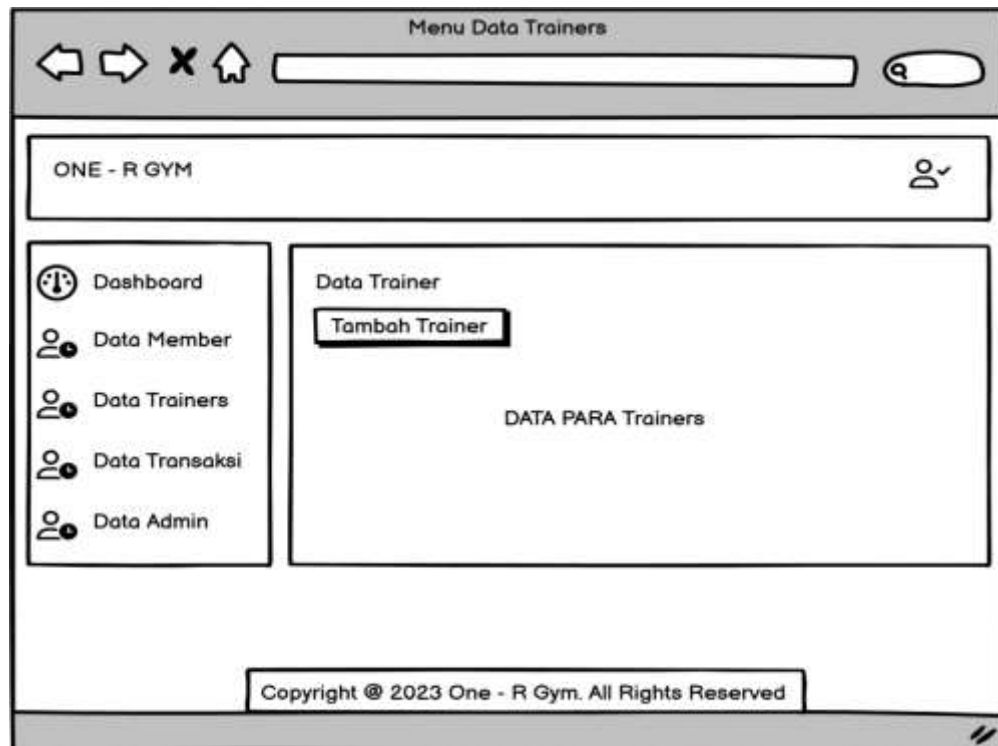 Menu Data Trainers
ONE - R GYM
Dashboard
Data Member
Data Trainers
Data Transaksi
Data Admin
Data Trainer
Tambah Trainer
DATA PARA Trainers
Copyright @ 2023 One - R Gym. All Rights Reserved